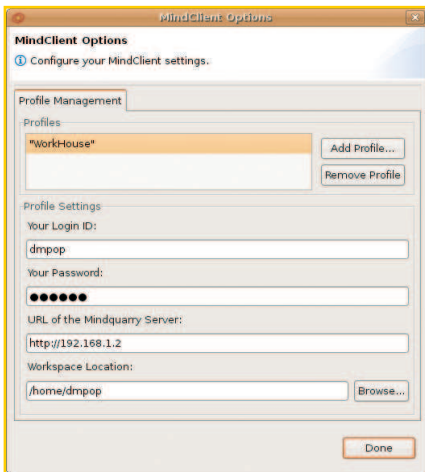 MindClient Options
MindClient Options
Configure your MindClient settings.
Profile Management
Profiles
"WorkHouse"
Add Profile...
Remove Profile
Profile Settings
Your Login ID:
dmpop
Your Password:
●●●●●●
URL of the Mindquarry Server:
http://192.168.1.2
Workspace Location:
/home/dmpop
Browse...
Done